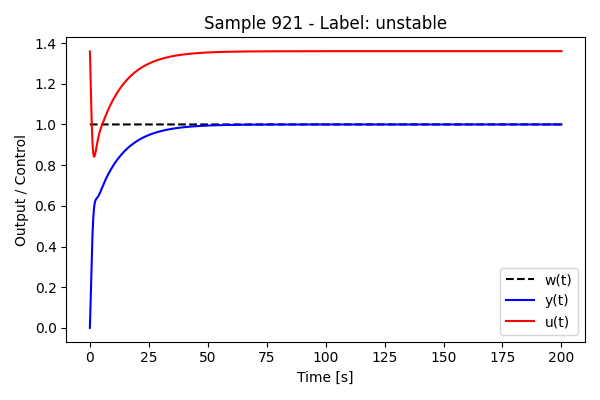 Sample 921 - Label: unstable
Output / Control
1.4
1.2
1.0
0.8
0.6
0.4
0.2
0.0
w(t)
y(t)
u(t)
0 25 50 75 100 125 150 175 200
Time [s]